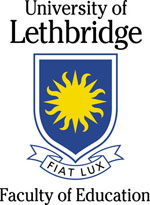 University of
Lethbridge
FIAT LUX
Faculty of Education